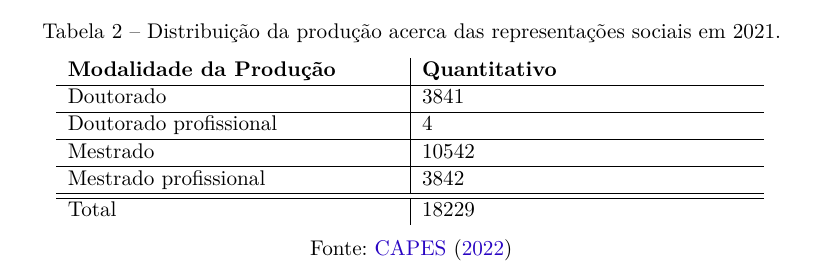 Tabela 2 – Distribuição da produção acerca das representações sociais em 2021.
Modalidade da Produção Quantitativo
Doutorado 3841
Doutorado profissional 4
Mestrado 10542
Mestrado profissional 3842
Total 18229
Fonte: CAPES (2022)